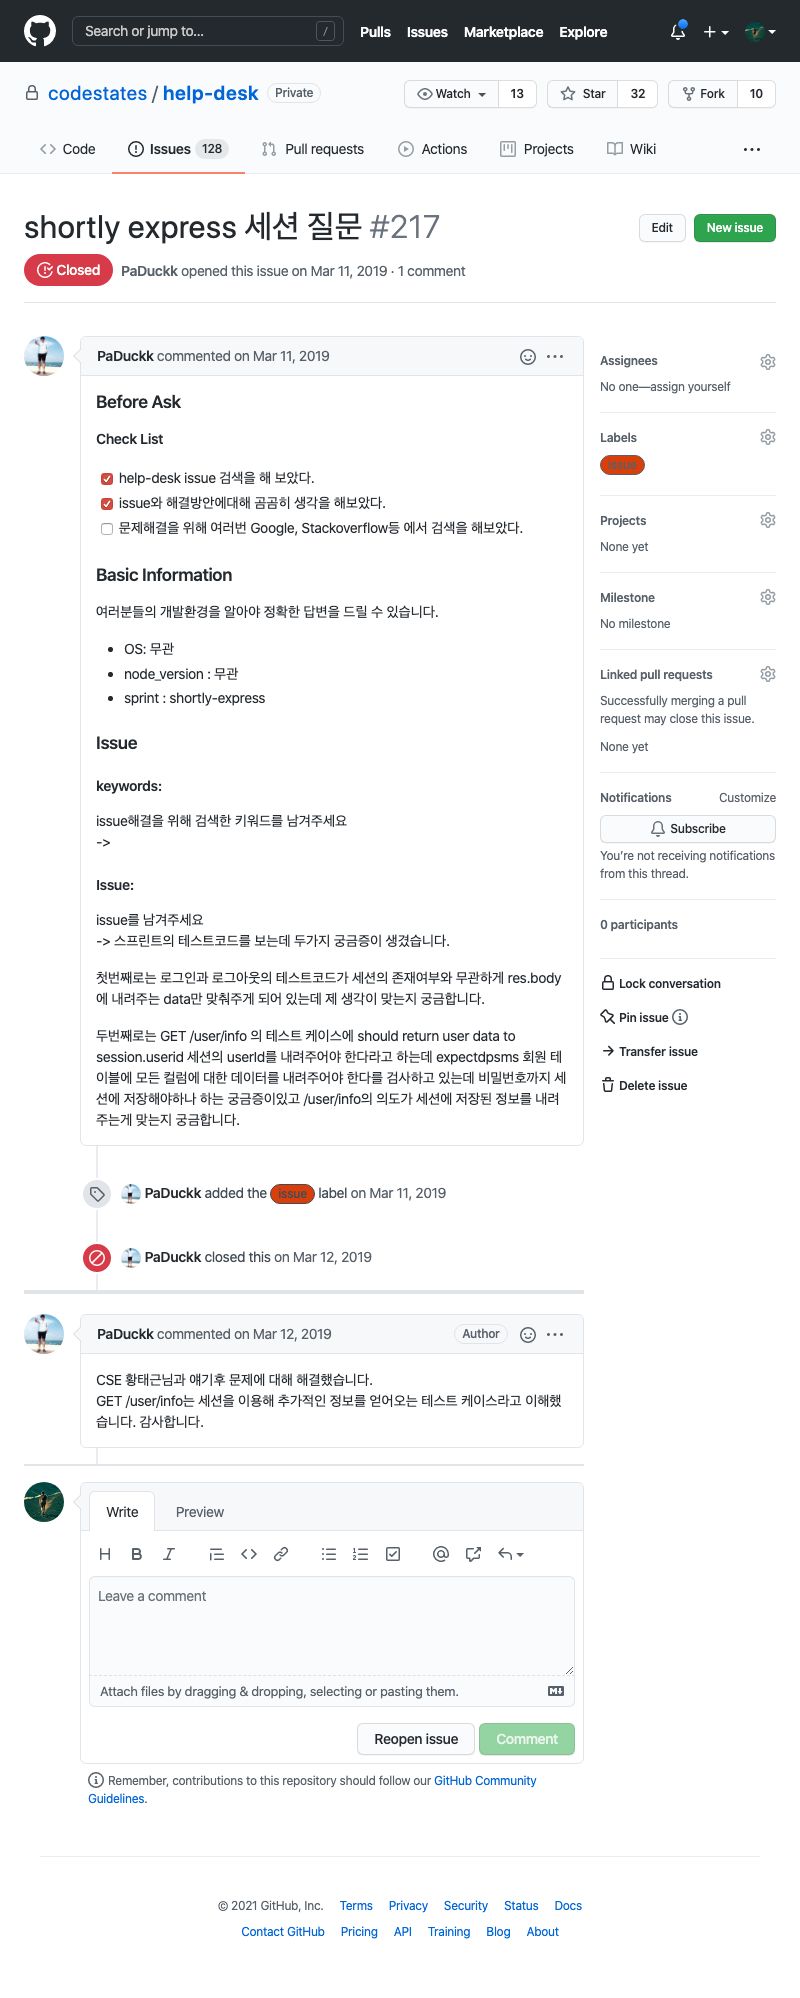 Search or jump to...
/
Pulls
Issues
Marketplace
Explore
codestates / help-desk
Private
Watch
13
Star
32
Fork
10
Code
Issues 128
Pull requests
Actions
Projects
Wiki
shortly express 세션 질문 #217
Edit
New issue
Closed
PaDuckk opened this issue on Mar 11, 2019 · 1 comment
PaDuckk commented on Mar 11, 2019
Before Ask
Check List
help-desk issue 검색을 해 보았다.
issue와 해결방안에대해 곰곰히 생각을 해보았다.
문제해결을 위해 여러번 Google, Stackoverflow등 에서 검색을 해보았다.
Basic Information
여러분들의 개발환경을 알아야 정확한 답변을 드릴 수 있습니다.
OS: 무관
node_version : 무관
sprint : shortly-express
Issue
keywords:
issue해결을 위해 검색한 키워드를 남겨주세요
->
Issue:
issue를 남겨주세요
-> 스프린트의 테스트코드를 보는데 두가지 궁금증이 생겼습니다.
첫번째로는 로그인과 로그아웃의 테스트코드가 세션의 존재여부와 무관하게 res.body
에 내려주는 data만 맞춰주게 되어 있는데 제 생각이 맞는지 궁금합니다.
두번째로는 GET /user/info 의 테스트 케이스에 should return user data to
session.userid 세션의 userId를 내려주어야 한다라고 하는데 expectdpsms 회원 테
이블에 모든 컬럼에 대한 데이터를 내려주어야 한다를 검사하고 있는데 비밀번호까지 세
션에 저장해야하나 하는 궁금증이있고 /user/info의 의도가 세션에 저장된 정보를 내려
주는게 맞는지 궁금합니다.
Assignees
No one—assign yourself
Labels
issue
Projects
None yet
Milestone
No milestone
Linked pull requests
Successfully merging a pull
request may close this issue.
None yet
Notifications
Customize
Subscribe
You're not receiving notifications
from this thread.
0 participants
Lock conversation
Pin issue
Transfer issue
Delete issue
PaDuckk added the issue label on Mar 11, 2019
PaDuckk closed this on Mar 12, 2019
PaDuckk commented on Mar 12, 2019
Author
CSE 황태근님과 얘기후 문제에 대해 해결했습니다.
GET /user/info는 세션을 이용해 추가적인 정보를 얻어오는 테스트 케이스라고 이해했
습니다. 감사합니다.
Write
Preview
Leave a comment
Attach files by dragging & dropping, selecting or pasting them.
Reopen issue
Comment
Remember, contributions to this repository should follow our GitHub Community
Guidelines.
© 2021 GitHub, Inc.
Terms
Privacy
Security
Status
Docs
Contact GitHub
Pricing
API
Training
Blog
About